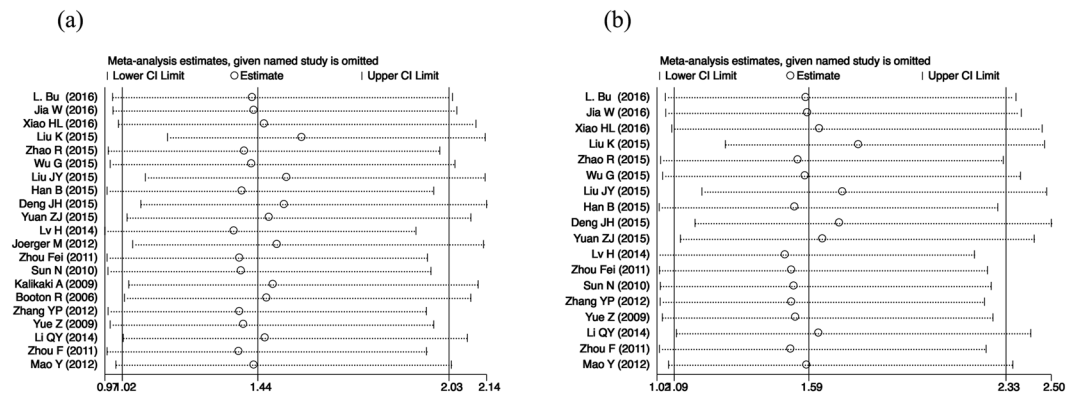 (a)
Meta-analysis estimates, given named study is omitted
Lower CI Limit Estimate Upper CI Limit
L. Bu (2016)
Jia W (2016)
Xiao HL (2016)
Liu K (2015)
Zhao R (2015)
Wu G (2015)
Liu JY (2015)
Han B (2015)
Deng JH (2015)
Yuan ZJ (2015)
Lv H (2014)
Joerger M (2012)
Zhou Fei (2011)
Sun N (2010)
Kalikaki A (2009)
Booton R (2006)
Zhang YP (2012)
Yue Z (2009)
Li QY (2014)
Zhou F (2011)
Mao Y (2012)
0.97 1.02 1.44 2.03 2.14
(b)
Meta-analysis estimates, given named study is omitted
Lower CI Limit Estimate Upper CI Limit
L. Bu (2016)
Jia W (2016)
Xiao HL (2016)
Liu K (2015)
Zhao R (2015)
Wu G (2015)
Liu JY (2015)
Han B (2015)
Deng JH (2015)
Yuan ZJ (2015)
Lv H (2014)
Zhou Fei (2011)
Sun N (2010)
Zhang YP (2012)
Yue Z (2009)
Li QY (2014)
Zhou F (2011)
Mao Y (2012)
1.09 1.59 2.33 2.50